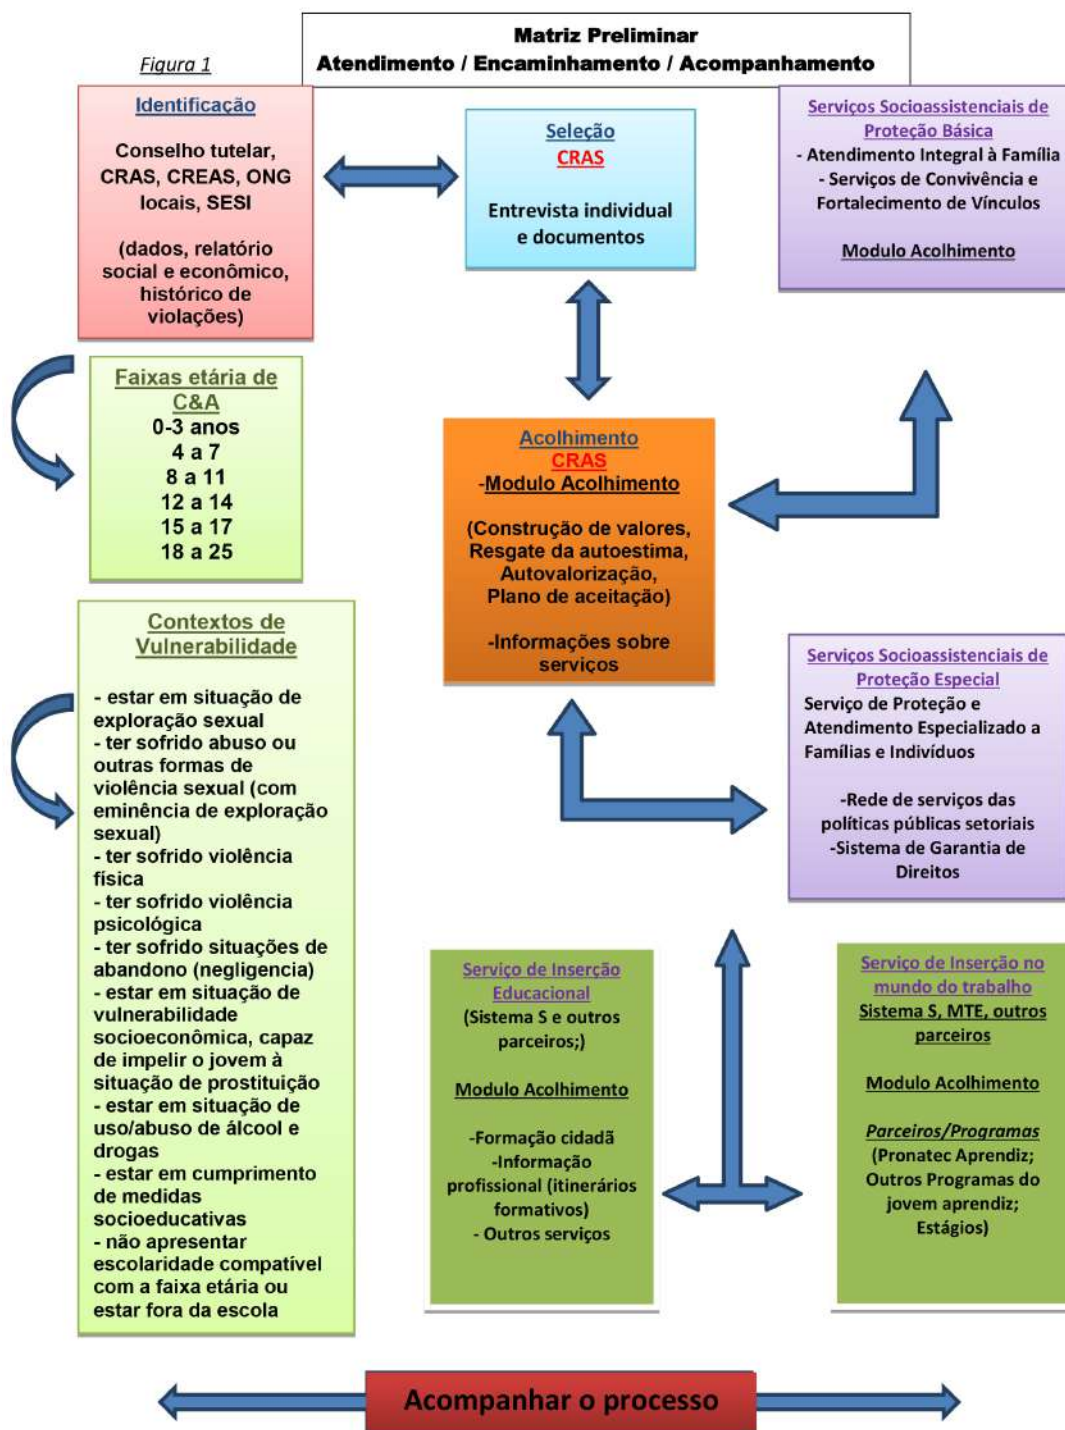 Matriz Preliminar
Atendimento / Encaminhamento / Acompanhamento
Figura 1
Identificação
Conselho tutelar,
CRAS, CREAS, ONG
locais, SESI
(dados, relatório
social e econômico,
histórico de
violações)
Seleção
CRAS
Entrevista individual
e documentos
Serviços Socioassistenciais de
Proteção Básica
- Atendimento Integral à Família
- Serviços de Convivência e
Fortalecimento de Vínculos
Modulo Acolhimento
Faixas etária de
C&A
0-3 anos
4 a 7
8 a 11
12 a 14
15 a 17
18 a 25
Acolhimento
CRAS
-Modulo Acolhimento
(Construção de valores,
Resgate da autoestima,
Autovalorização,
Plano de aceitação)
-Informações sobre
serviços
Contextos de
Vulnerabilidade
- estar em situação de
exploração sexual
- ter sofrido abuso ou
outras formas de
violência sexual (com
eminência de exploração
sexual)
- ter sofrido violência
física
- ter sofrido violência
psicológica
- ter sofrido situações de
abandono (negligencia)
- estar em situação de
vulnerabilidade
socioeconômica, capaz
de impelir o jovem à
situação de prostituição
- estar em situação de
uso/abuso de álcool e
drogas
- estar em cumprimento
de medidas
socioeducativas
- não apresentar
escolaridade compatível
com a faixa etária ou
estar fora da escola
Serviços Socioassistenciais de
Proteção Especial
Serviço de Proteção e
Atendimento Especializado a
Famílias e Indivíduos
-Rede de serviços das
políticas públicas setoriais
-Sistema de Garantia de
Direitos
Serviço de Inserção
Educacional
(Sistema S e outros
parceiros;)
Modulo Acolhimento
-Formação cidadã
-Informação
profissional (itinerários
formativos)
- Outros serviços
Serviço de Inserção no
mundo do trabalho
Sistema S, MTE, outros
parceiros
Modulo Acolhimento
Parceiros/Programas
(Pronatec Aprendiz;
Outros Programas do
jovem aprendiz;
Estágios)
Acompanhar o processo